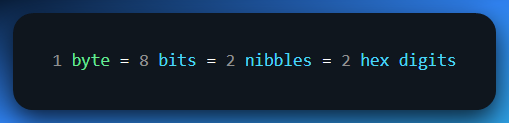 1 byte = 8 bits = 2 nibbles = 2 hex digits